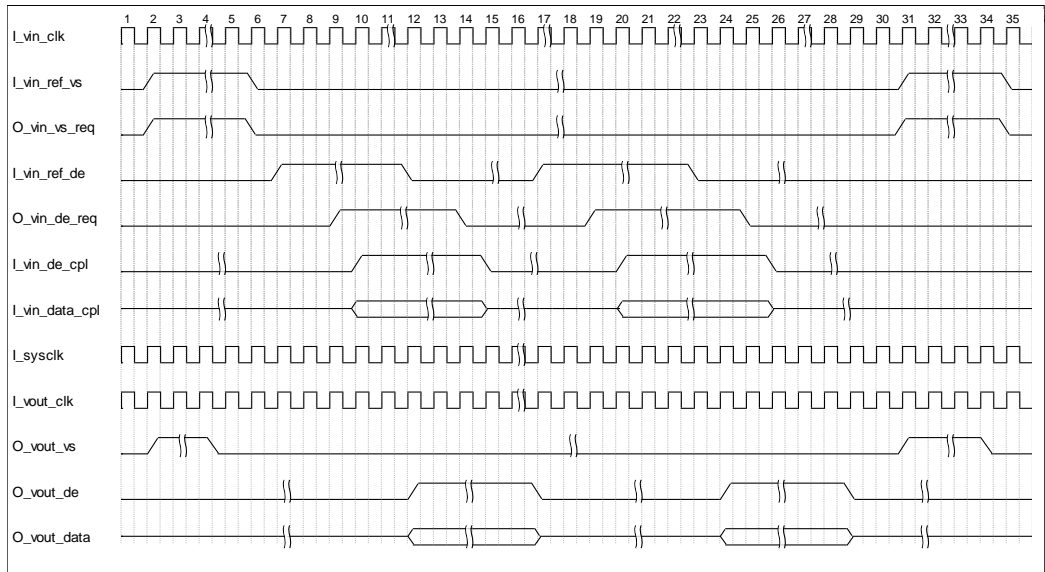 1 2 3 4 5 6 7 8 9 10 11 12 13 14 15 16 17 18 19 20 21 22 23 24 25 26 27 28 29 30 31 32 33 34 35
I_vin_clk
I_vin_ref_vs
O_vin_vs_req
I_vin_ref_de
O_vin_de_req
I_vin_de_cpl
I_vin_data_cpl
I_sysclk
I_vout_clk
O_vout_vs
O_vout_de
O_vout_data